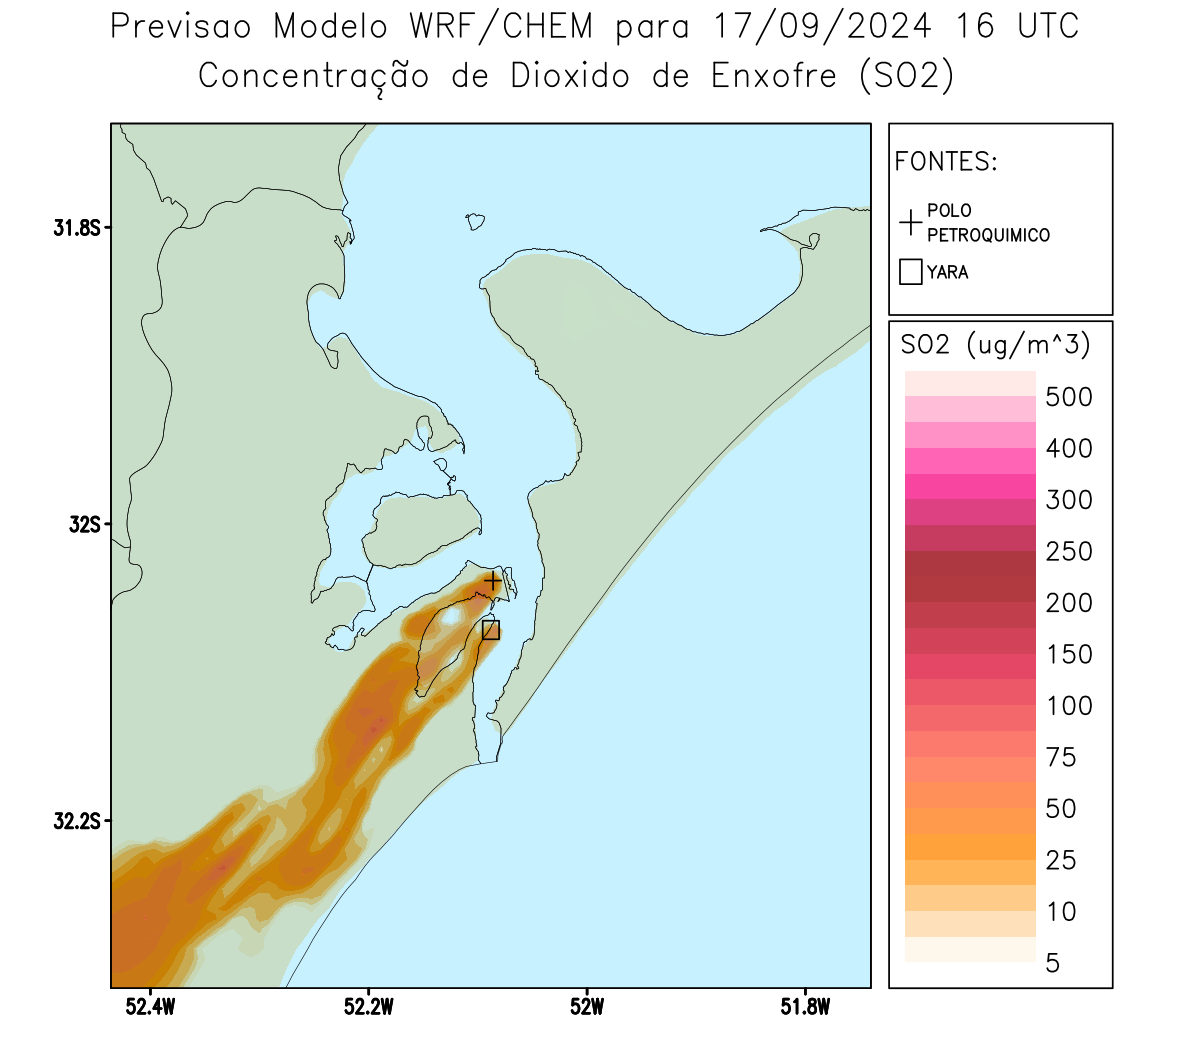 Previsao Modelo WRF/CHEM para 17/09/2024 16 UTC
Concentração de Dioxido de Enxofre (SO2)
FONTES:
POLO
PETROQUIMICO
YARA
SO2 (ug/m^3)
500
400
300
250
200
150
100
75
50
25
10
5
31.8S
32S
32.2S
52.4W
52.2W
52W
51.8W